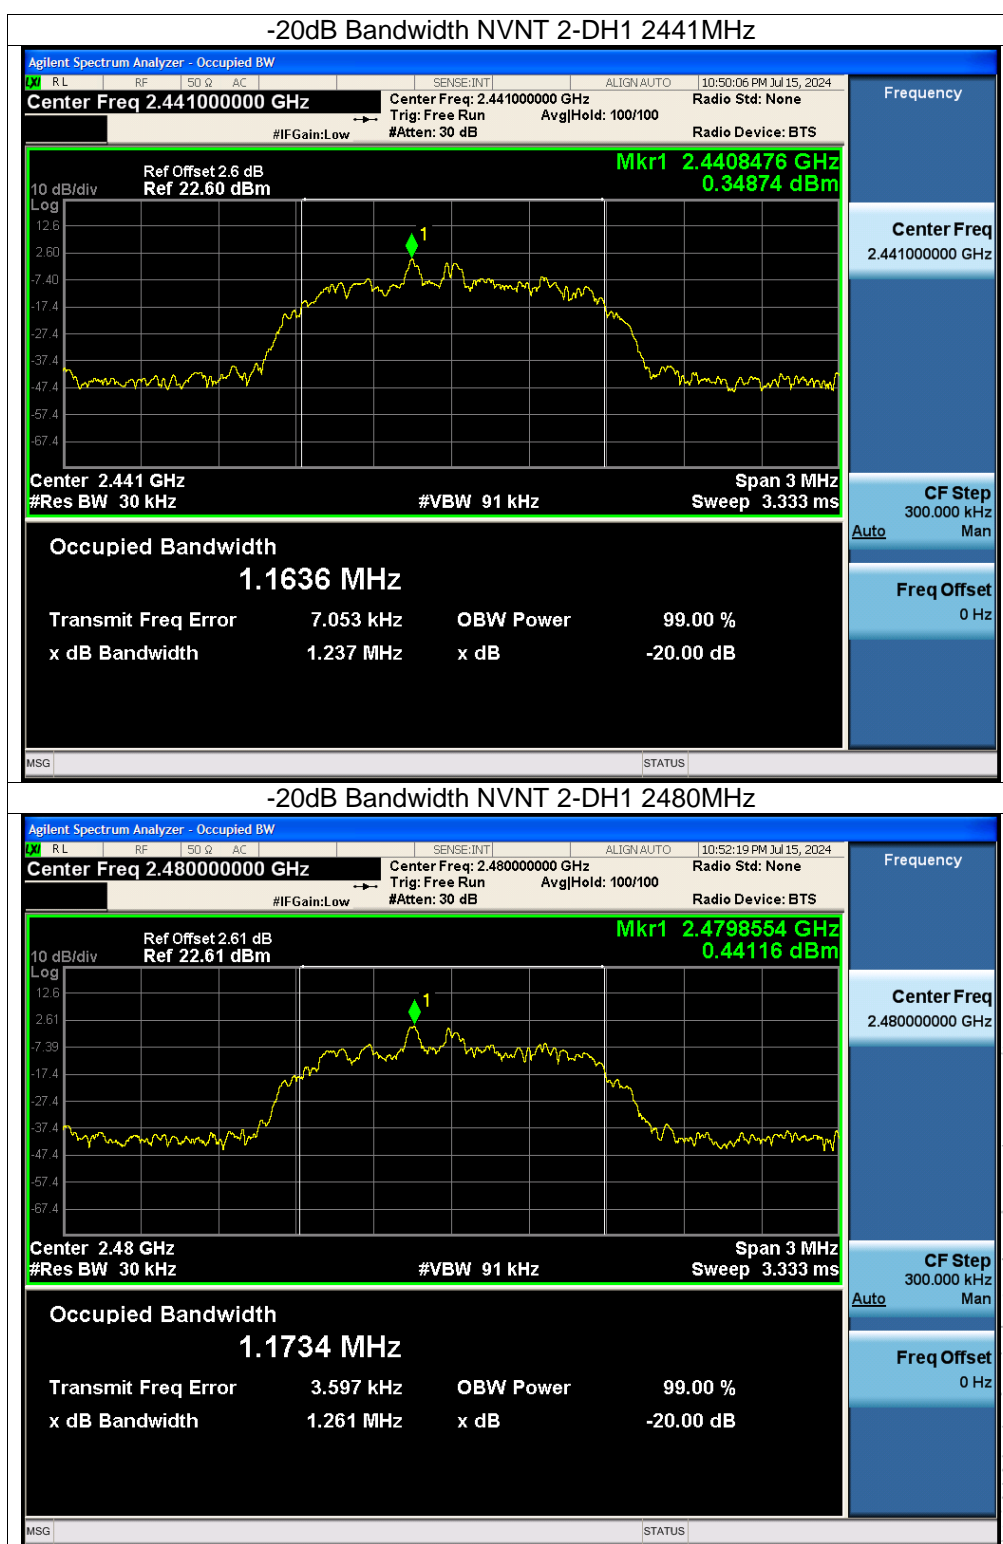 -20dB Bandwidth NVNT 2-DH1 2441MHz
Agilent Spectrum Analyzer - Occupied BW
LXI RL RF 50 Ω AC SENSE:INT ALIGN AUTO 10:50:06 PM Jul 15, 2024
Center Freq 2.441000000 GHz Center Freq: 2.441000000 GHz Radio Std: None Frequency
Trig: Free Run Avg|Hold: 100/100
#IFGain:Low #Atten: 30 dB Radio Device: BTS
Mkr1 2.4408476 GHz
Ref Offset 2.6 dB
10 dB/div Ref 22.60 dBm 0.34874 dBm
Log
12.6
2.60
-7.40
-17.4
-27.4
-37.4
-47.4
-57.4
-67.4
1
Center Freq
2.441000000 GHz
Center 2.441 GHz Span 3 MHz
#Res BW 30 kHz #VBW 91 kHz Sweep 3.333 ms
CF Step
300.000 kHz
Auto Man
Occupied Bandwidth
1.1636 MHz
Freq Offset
0 Hz
Transmit Freq Error 7.053 kHz OBW Power 99.00 %
x dB Bandwidth 1.237 MHz x dB -20.00 dB
MSG STATUS
-20dB Bandwidth NVNT 2-DH1 2480MHz
Agilent Spectrum Analyzer - Occupied BW
LXI RL RF 50 Ω AC SENSE:INT ALIGN AUTO 10:52:19 PM Jul 15, 2024
Center Freq 2.480000000 GHz Center Freq: 2.480000000 GHz Radio Std: None Frequency
Trig: Free Run Avg|Hold: 100/100
#IFGain:Low #Atten: 30 dB Radio Device: BTS
Mkr1 2.4798554 GHz
Ref Offset 2.61 dB
10 dB/div Ref 22.61 dBm 0.44116 dBm
Log
12.6
2.61
-7.39
-17.4
-27.4
-37.4
-47.4
-57.4
-67.4
1
Center Freq
2.480000000 GHz
Center 2.48 GHz Span 3 MHz
#Res BW 30 kHz #VBW 91 kHz Sweep 3.333 ms
CF Step
300.000 kHz
Auto Man
Occupied Bandwidth
1.1734 MHz
Freq Offset
0 Hz
Transmit Freq Error 3.597 kHz OBW Power 99.00 %
x dB Bandwidth 1.261 MHz x dB -20.00 dB
MSG STATUS